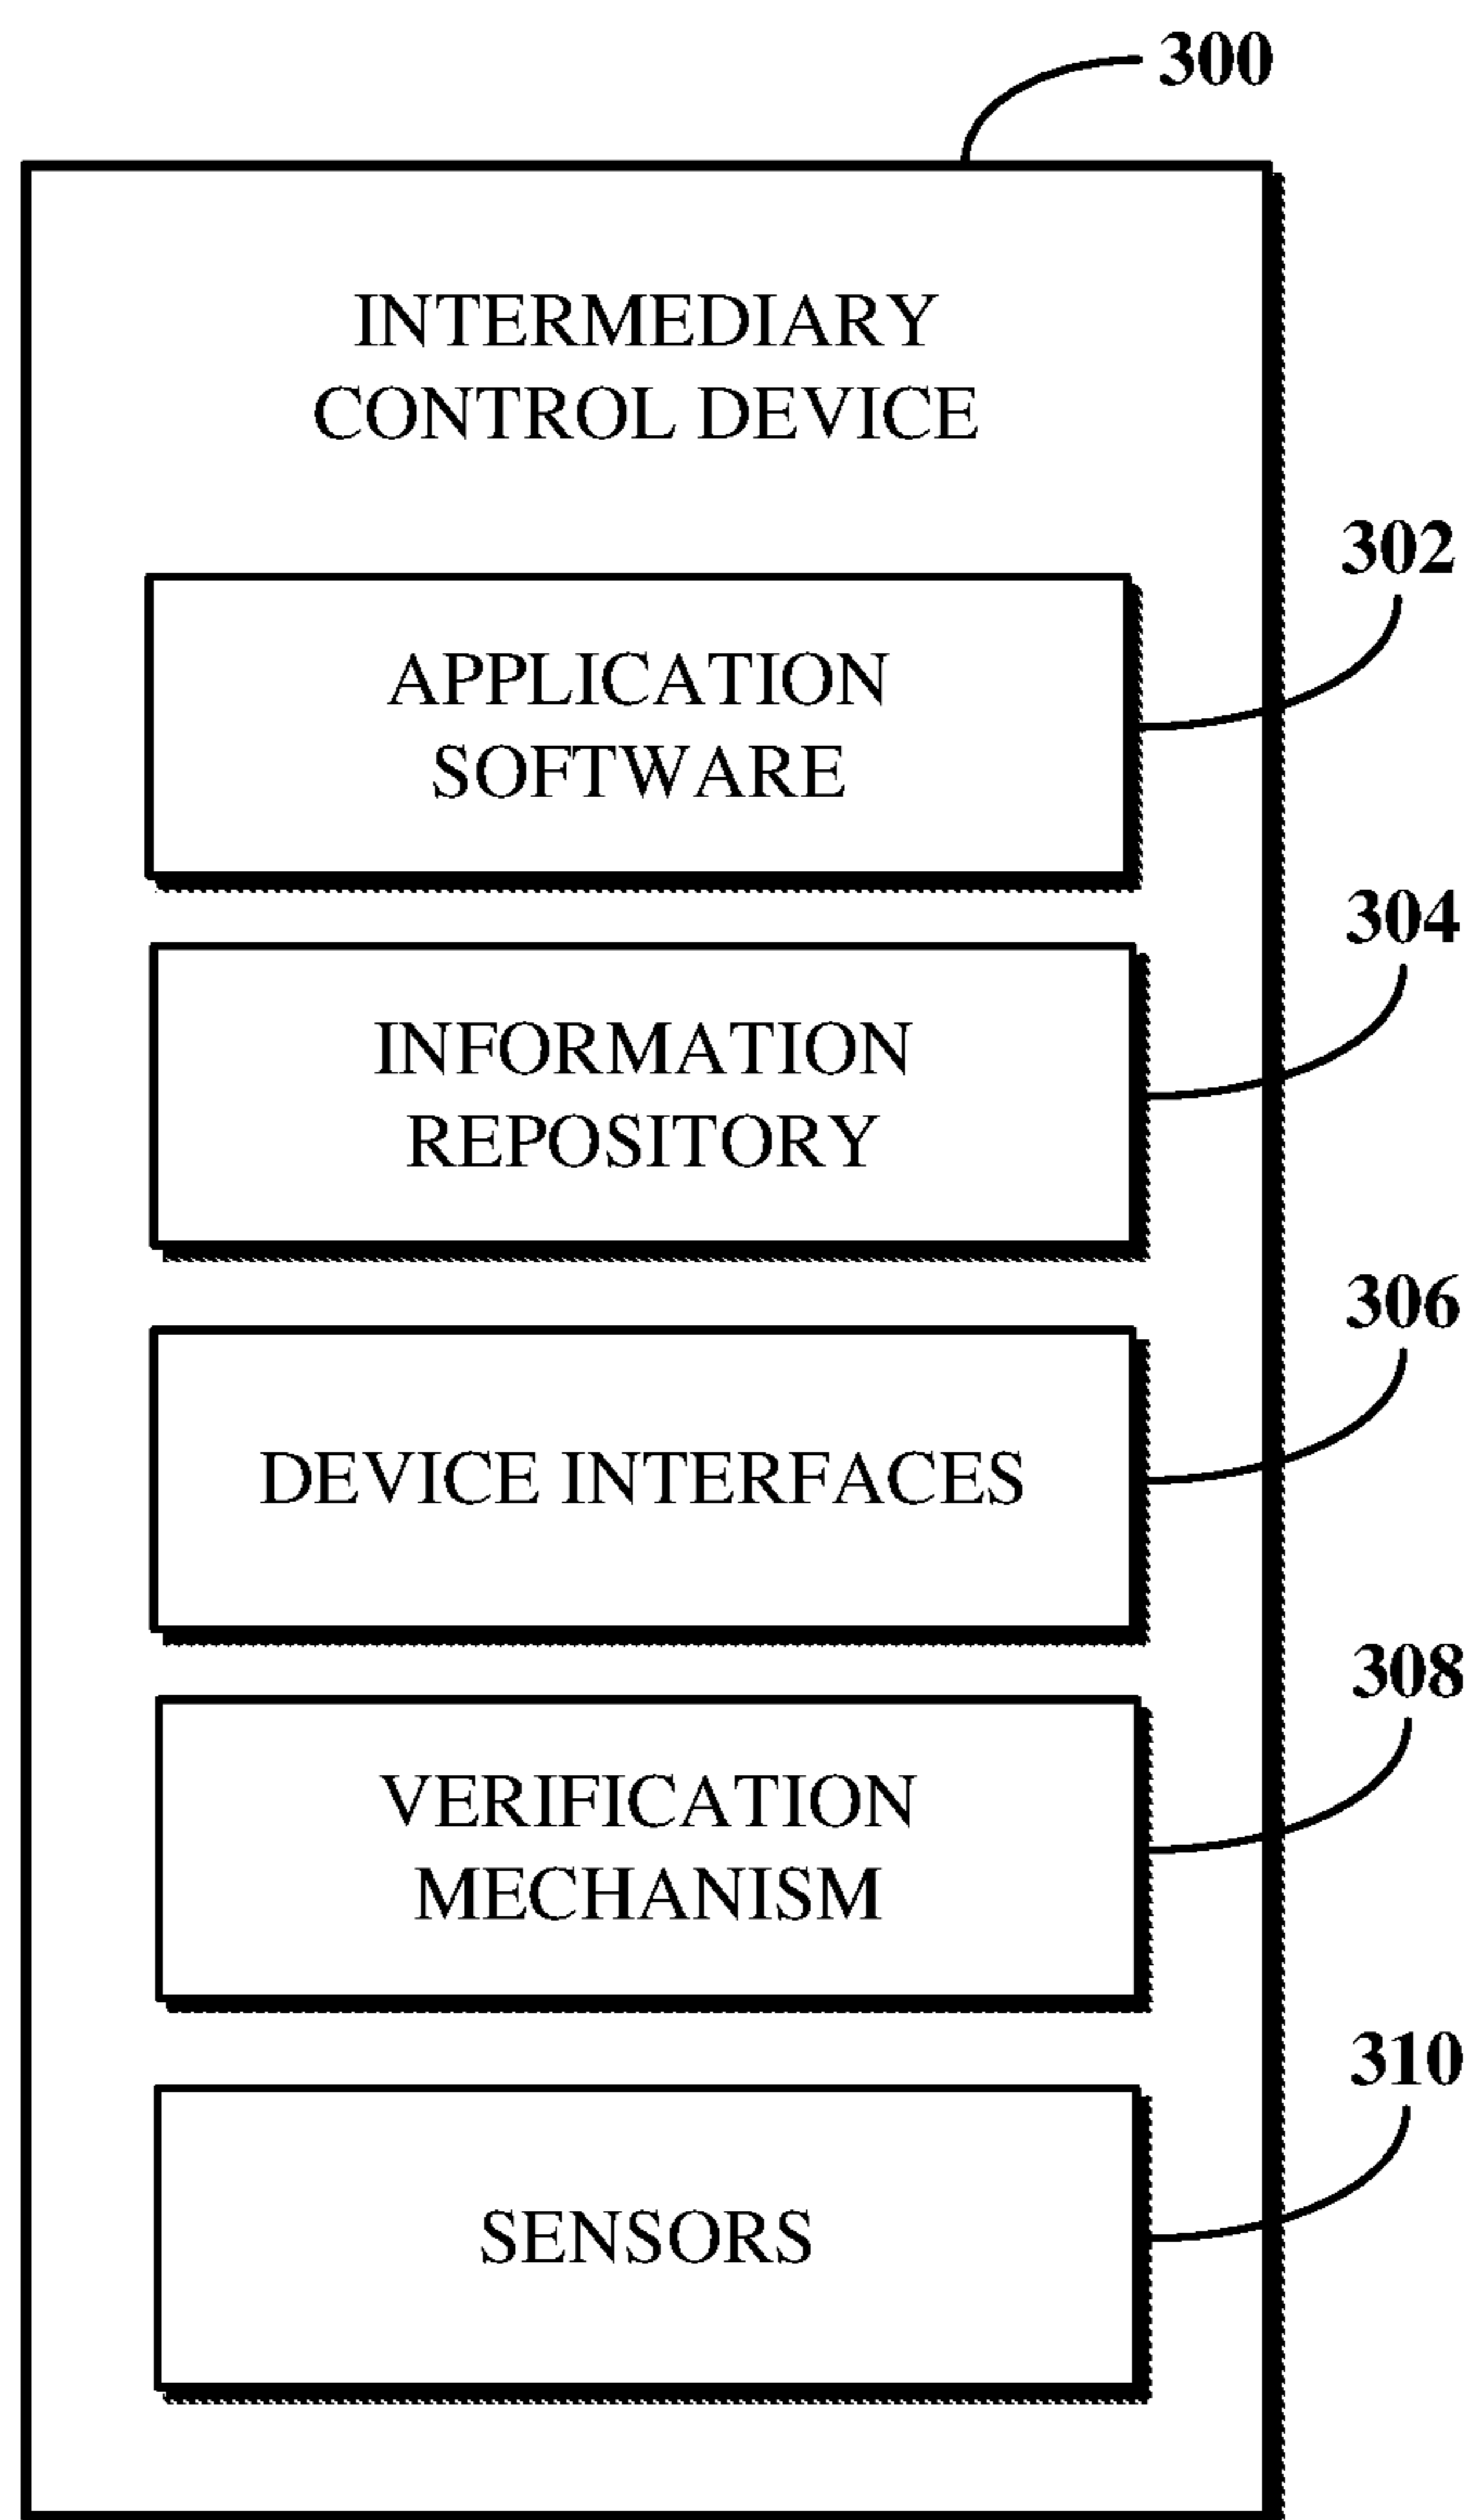 300
INTERMEDIARY
CONTROL DEVICE
302
APPLICATION
SOFTWARE
304
INFORMATION
REPOSITORY
306
DEVICE INTERFACES
308
VERIFICATION
MECHANISM
310
SENSORS